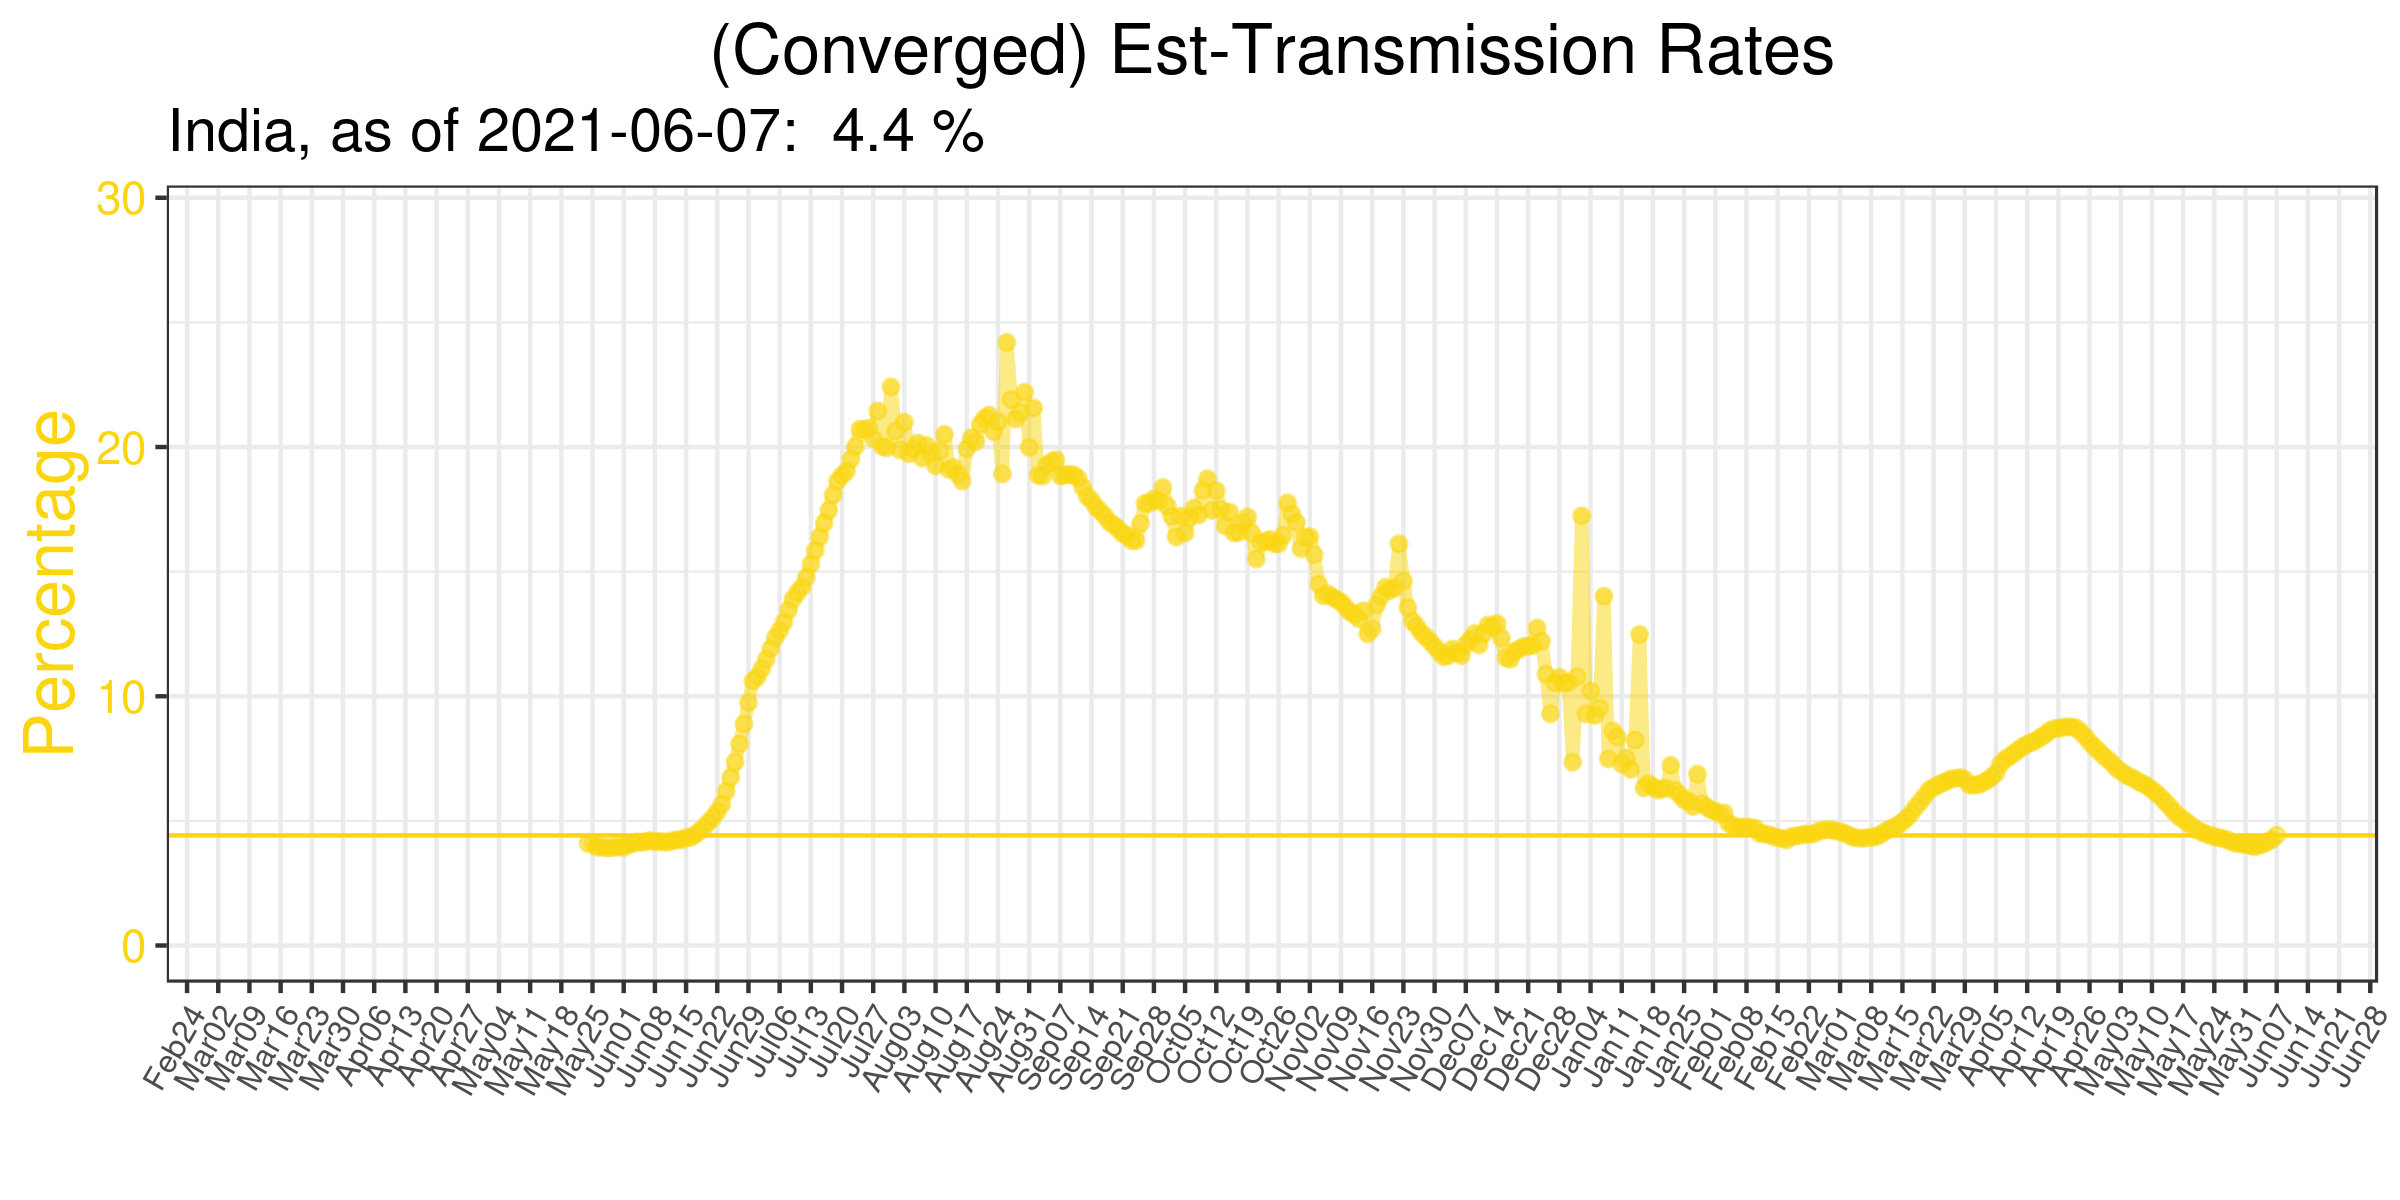 (Converged) Est-Transmission Rates
India, as of 2021-06-07: 4.4 %
Percentage
30
20
10
0
Feb24 Mar02 Mar09 Mar16 Mar23 Mar30 Apr06 Apr13 Apr20 Apr27 May04 May11 May18 May25 Jun01 Jun08 Jun15 Jun22 Jun29 Jul06 Jul13 Jul20 Jul27 Aug03 Aug10 Aug17 Aug24 Aug31 Sep07 Sep14 Sep21 Sep28 Oct05 Oct12 Oct19 Oct26 Nov02 Nov09 Nov16 Nov23 Nov30 Dec07 Dec14 Dec21 Dec28 Jan04 Jan11 Jan18 Jan25 Feb01 Feb08 Feb15 Feb22 Mar01 Mar08 Mar15 Mar22 Mar29 Apr05 Apr12 Apr19 Apr26 May03 May10 May17 May24 May31 Jun07 Jun14 Jun21 Jun28